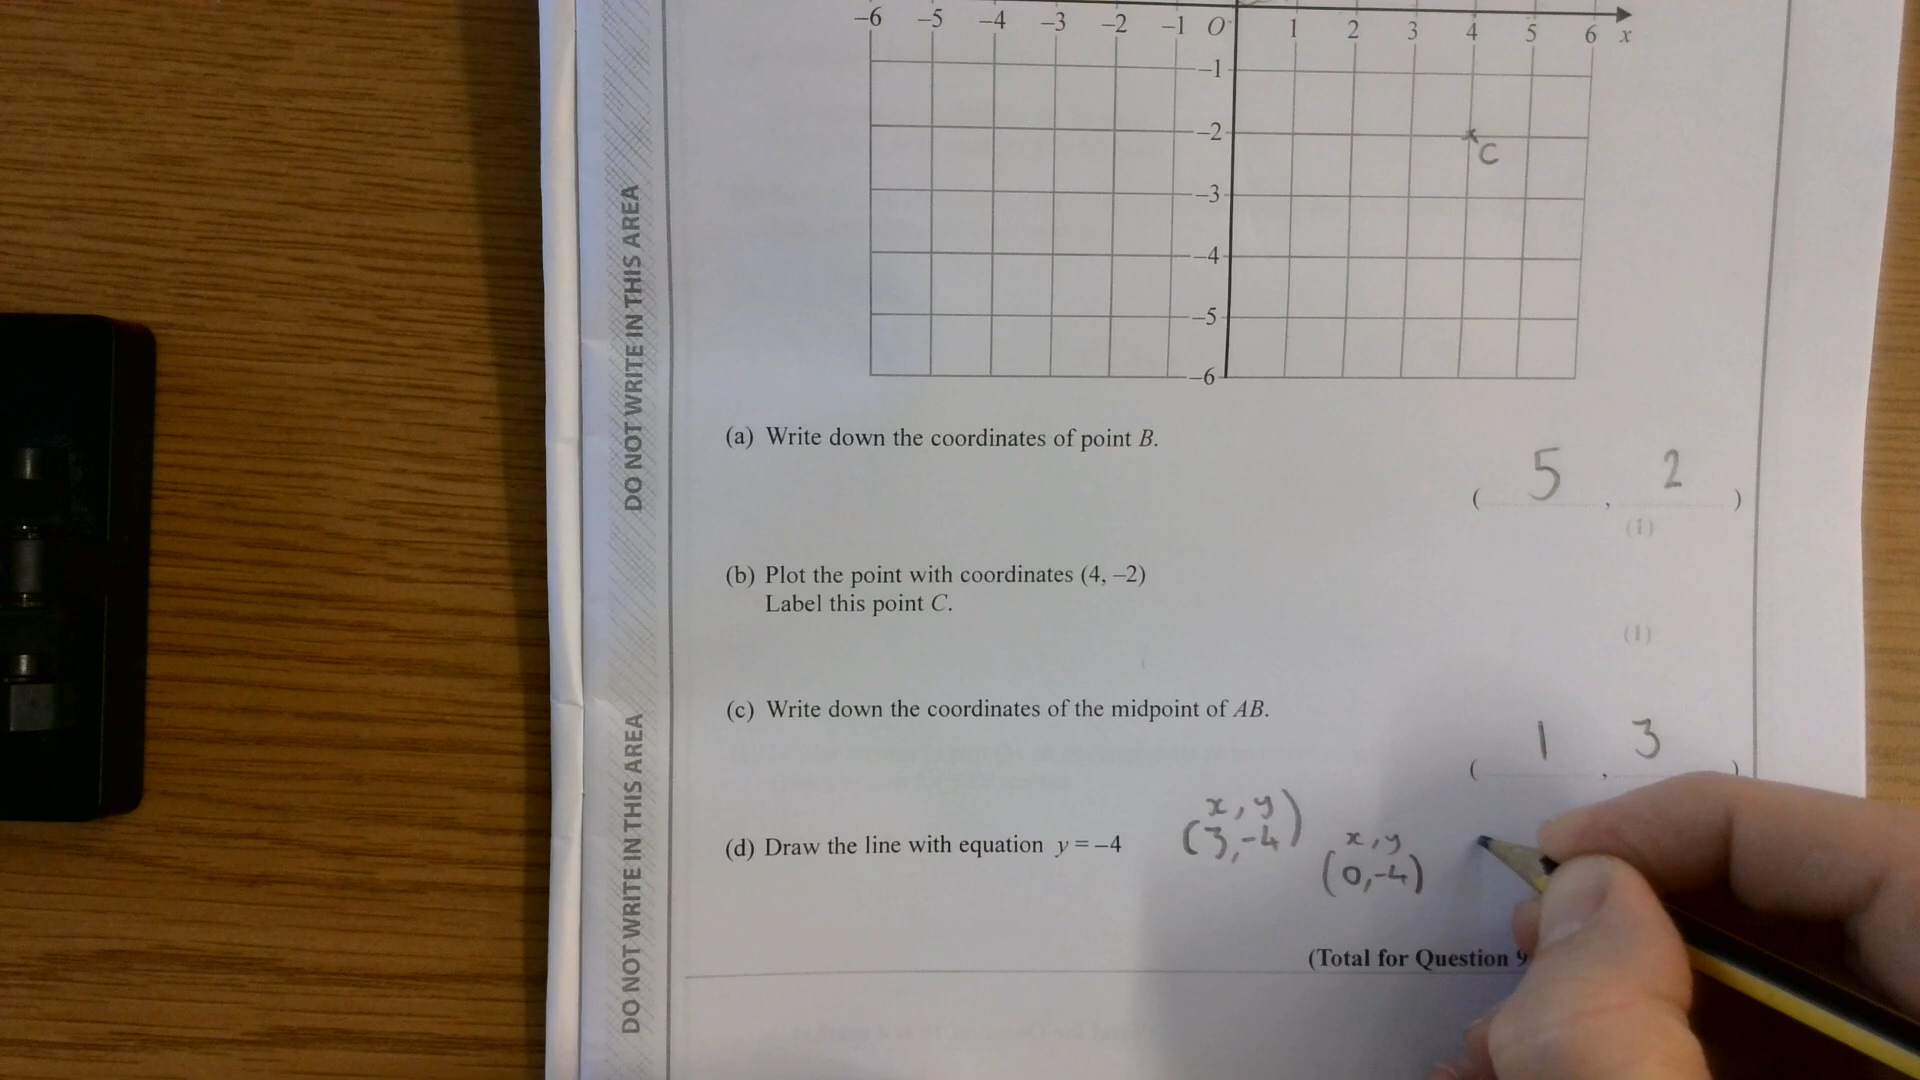 -6 -5 -4 -3 -2 -1 O 1 2 3 4 5 6 x
-1
-2
C
-3
-4
-5
-6
DO NOT WRITE IN THIS AREA
(a) Write down the coordinates of point B.
( 5 , 2 )
(1)
(b) Plot the point with coordinates (4, –2)
Label this point C.
(1)
(c) Write down the coordinates of the midpoint of AB.
( 1 , 3 )
DO NOT WRITE IN THIS AREA
x, y
(d) Draw the line with equation y = –4 (3,-4)
x, y
(0,-4)
(Total for Question 9